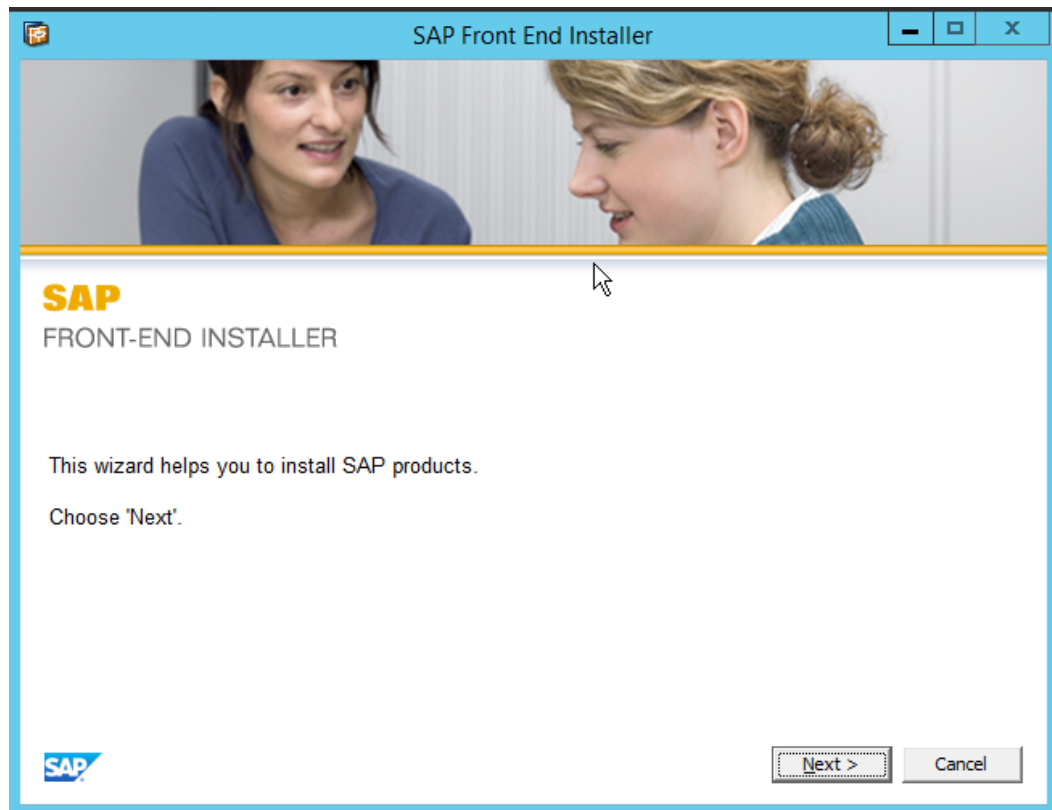 SAP Front End Installer
SAP
FRONT-END INSTALLER
This wizard helps you to install SAP products.
Choose 'Next'.
SAP
Next >
Cancel